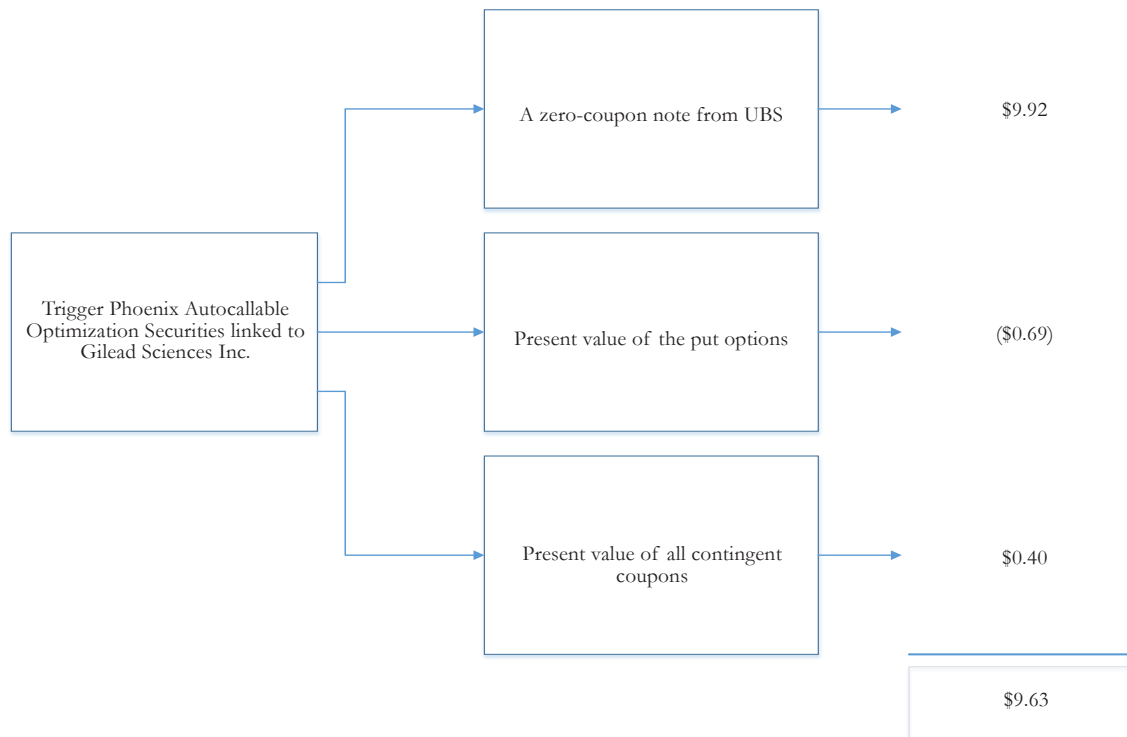 A zero-coupon note from UBS
$9.92
Trigger Phoenix Autocallable
Optimization Securities linked to
Gilead Sciences Inc.
Present value of the put options
($0.69)
Present value of all contingent
coupons
$0.40
$9.63